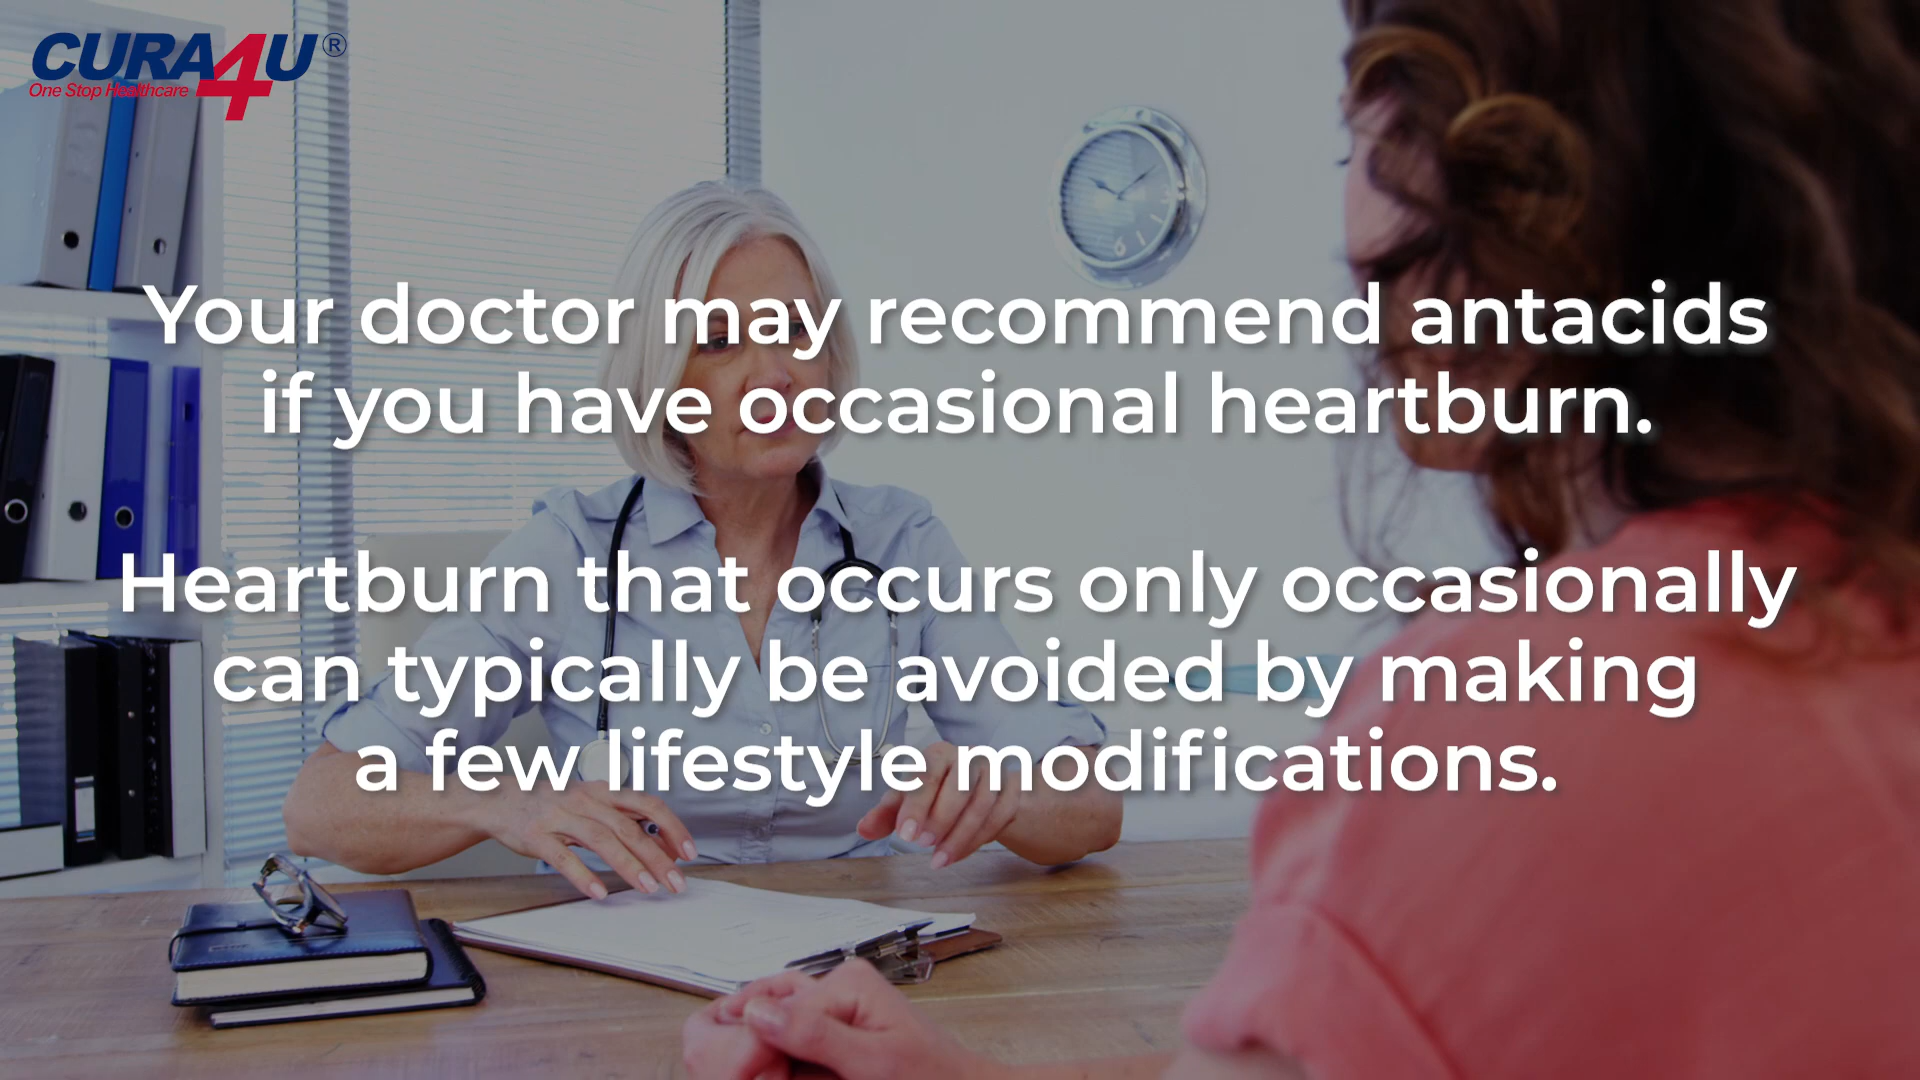 CURA4U®
One Stop Healthcare
Your doctor may recommend antacids
if you have occasional heartburn.
Heartburn that occurs only occasionally
can typically be avoided by making
a few lifestyle modifications.